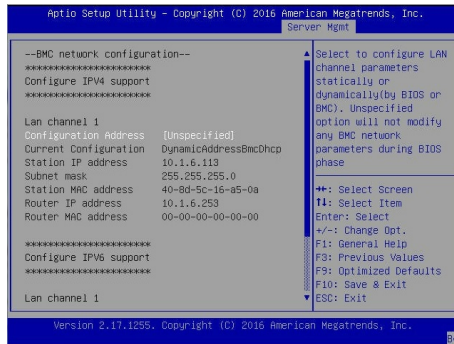 Aptio Setup Utility – Copyright (C) 2016 American Megatrends, Inc.
Server Mgmt
--BMC network configuration--
***********************
Configure IPV4 support
***********************
Lan channel 1
Configuration Address [Unspecified]
Current Configuration DynamicAddressBmcDhcp
Station IP address 10.1.6.113
Subnet mask 255.255.255.0
Station MAC address 40-8d-5c-16-a5-0a
Router IP address 10.1.6.253
Router MAC address 00-00-00-00-00-00
***********************
Configure IPV6 support
***********************
Lan channel 1
Select to configure LAN
channel parameters
statically or
dynamically(by BIOS or
BMC). Unspecified
option will not modify
any BMC network
parameters during BIOS
phase
→←: Select Screen
↑↓: Select Item
Enter: Select
+/-: Change Opt.
F1: General Help
F3: Previous Values
F9: Optimized Defaults
F10: Save & Exit
ESC: Exit
Version 2.17.1255. Copyright (C) 2016 American Megatrends, Inc.